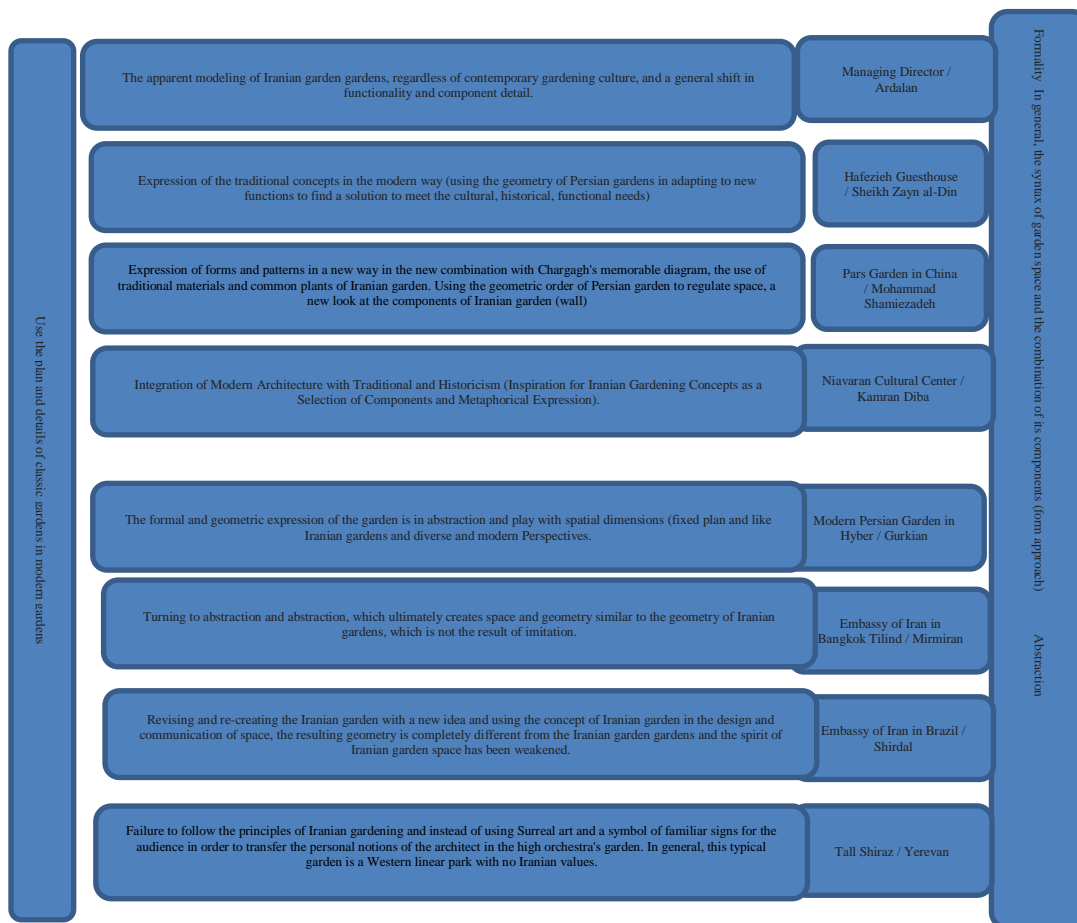 Use the plan and details of classic gardens in modern gardens
The apparent modeling of Iranian garden gardens, regardless of contemporary gardening culture, and a general shift in
functionality and component detail.
Managing Director /
Ardalan
Expression of the traditional concepts in the modern way (using the geometry of Persian gardens in adapting to new
functions to find a solution to meet the cultural, historical, functional needs)
Hafezieh Guesthouse
/ Sheikh Zayn al-Din
Expression of forms and patterns in a new way in the new combination with Chargagh's memorable diagram, the use of
traditional materials and common plants of Iranian garden. Using the geometric order of Persian garden to regulate space, a
new look at the components of Iranian garden (wall)
Pars Garden in China
/ Mohammad
Shamiezadeh
Integration of Modern Architecture with Traditional and Historicism (Inspiration for Iranian Gardening Concepts as a
Selection of Components and Metaphorical Expression).
Niavaran Cultural Center /
Kamran Diba
The formal and geometric expression of the garden is in abstraction and play with spatial dimensions (fixed plan and like
Iranian gardens and diverse and modern Perspectives.
Modern Persian Garden in
Hyber / Gurkian
Turning to abstraction and abstraction, which ultimately creates space and geometry similar to the geometry of Iranian
gardens, which is not the result of imitation.
Embassy of Iran in
Bangkok Tilind / Mirmiran
Revising and re-creating the Iranian garden with a new idea and using the concept of Iranian garden in the design and
communication of space, the resulting geometry is completely different from the Iranian garden gardens and the spirit of
Iranian garden space has been weakened.
Embassy of Iran in Brazil /
Shirdal
Failure to follow the principles of Iranian gardening and instead of using Surreal art and a symbol of familiar signs for the
audience in order to transfer the personal notions of the architect in the high orchestra's garden. In general, this typical
garden is a Western linear park with no Iranian values.
Tall Shiraz / Yerevan
Formality In general, the syntax of garden space and the combination of its components (form approach) Abstraction